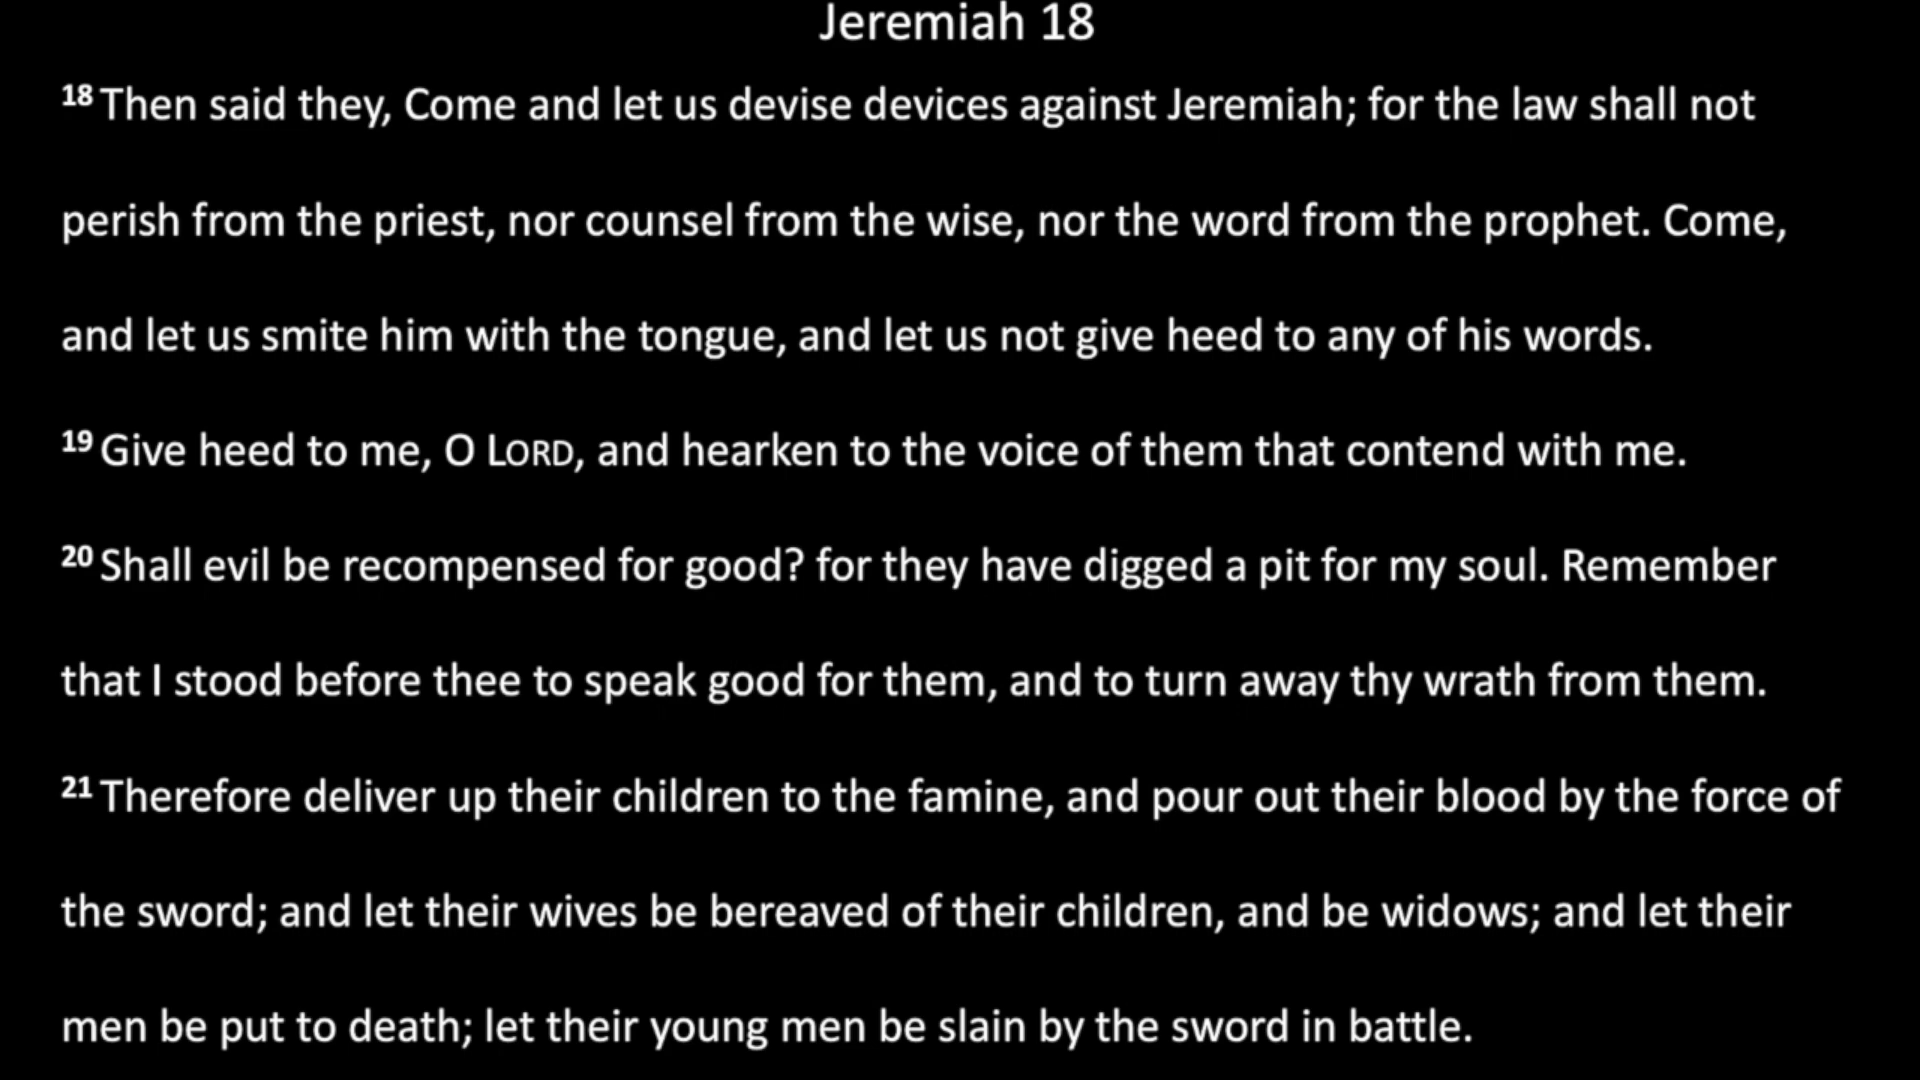 Jeremiah 18
18 Then said they, Come and let us devise devices against Jeremiah; for the law shall not
perish from the priest, nor counsel from the wise, nor the word from the prophet. Come,
and let us smite him with the tongue, and let us not give heed to any of his words.
19 Give heed to me, O LORD, and hearken to the voice of them that contend with me.
20 Shall evil be recompensed for good? for they have digged a pit for my soul. Remember
that I stood before thee to speak good for them, and to turn away thy wrath from them.
21 Therefore deliver up their children to the famine, and pour out their blood by the force of
the sword; and let their wives be bereaved of their children, and be widows; and let their
men be put to death; let their young men be slain by the sword in battle.